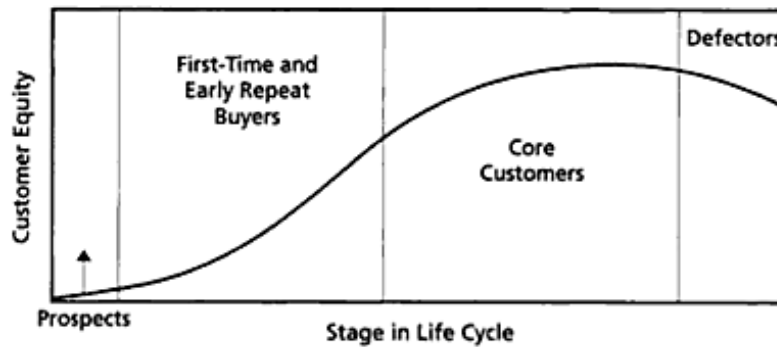 Customer Equity
First-Time and
Early Repeat
Buyers
Core
Customers
Defectors
Prospects
Stage in Life Cycle